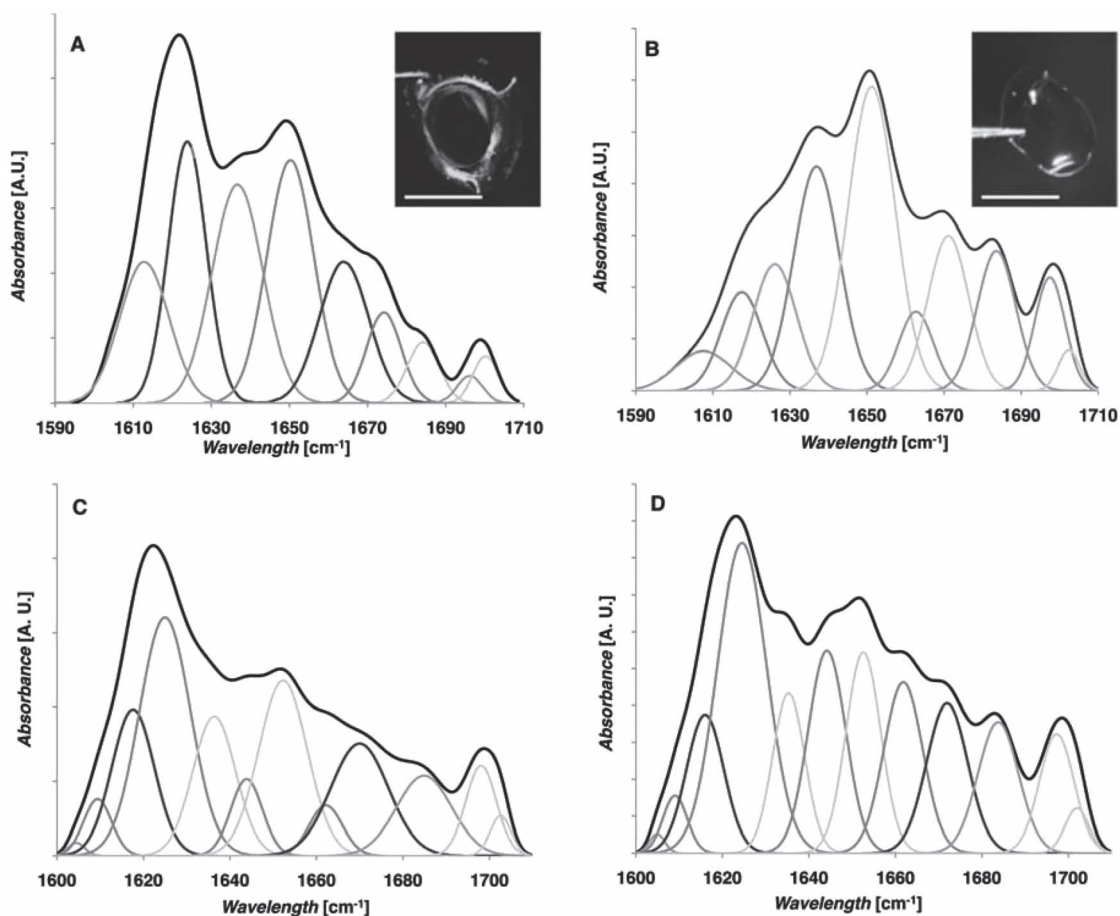 A
Absorbance [A.U.]
1590 1610 1630 1650 1670 1690 1710
Wavelength [cm-1]
B
Absorbance [A.U.]
1590 1610 1630 1650 1670 1690 1710
Wavelength [cm-1]
C
Absorbance [A. U.]
1600 1620 1640 1660 1680 1700
Wavelength [cm-1]
D
Absorbance [A. U.]
1600 1620 1640 1660 1680 1700
Wavelength [cm-1]